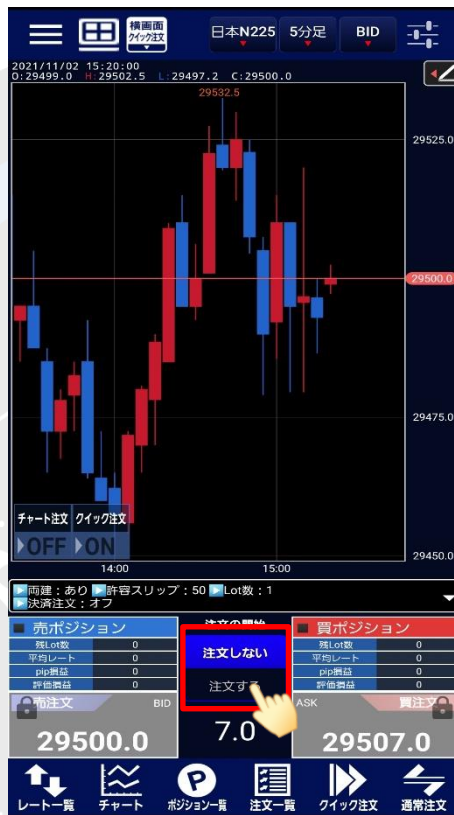 横画面
クイック注文
日本N225 5分足 BID
2021/11/02 15:20:00
O:29499.0 H:29502.5 L:29497.2 C:29500.0
29532.5
29525.0
29500.0
29475.0
チャート注文 クイック注文
OFF ON
29450.0
14:00 15:00
両建：あり 許容スリップ：50 Lot数：1
決済注文：オフ
売ポジション
残Lot数 0
平均レート 0
pip損益 0
評価損益 0
注文の開始
注文しない
注文する
買ポジション
残Lot数 0
平均レート 0
pip損益 0
評価損益 0
売注文 BID
29500.0
7.0
ASK 買注文
29507.0
レート一覧 チャート ポジション一覧 注文一覧 クイック注文 通常注文